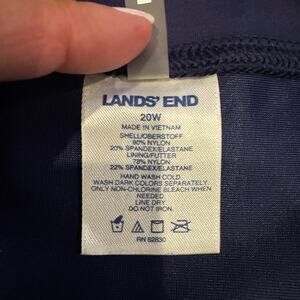 LANDS' END
20W
MADE IN VIETNAM
SHELL/OBERSTOFF
80% NYLON
20% SPANDEX/ELASTANE
LINING/FUTTER
78% NYLON
22% SPANDEX/ELASTANE
HAND WASH COLD.
WASH DARK COLORS SEPARATELY.
ONLY NON-CHLORINE BLEACH WHEN
NEEDED.
LINE DRY.
DO NOT IRON.
RN 62830